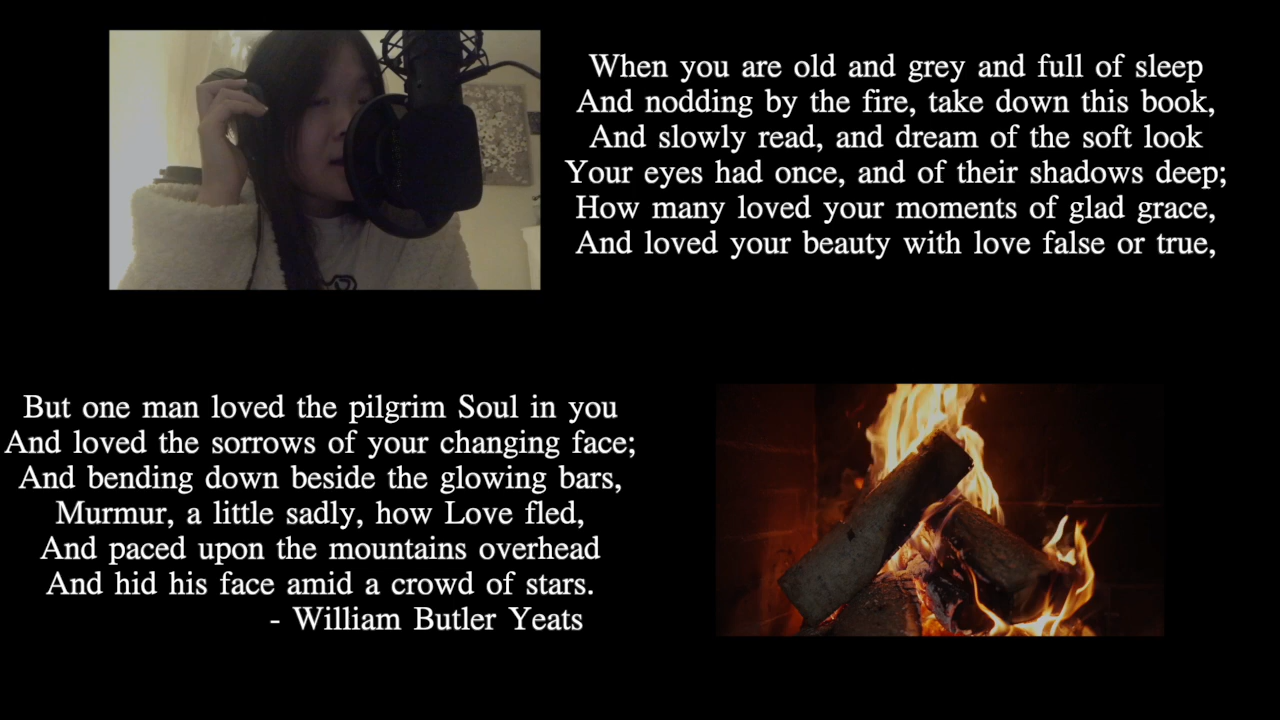 When you are old and grey and full of sleep
And nodding by the fire, take down this book,
And slowly read, and dream of the soft look
Your eyes had once, and of their shadows deep;
How many loved your moments of glad grace,
And loved your beauty with love false or true,
But one man loved the pilgrim Soul in you
And loved the sorrows of your changing face;
And bending down beside the glowing bars,
Murmur, a little sadly, how Love fled,
And paced upon the mountains overhead
And hid his face amid a crowd of stars.
- William Butler Yeats